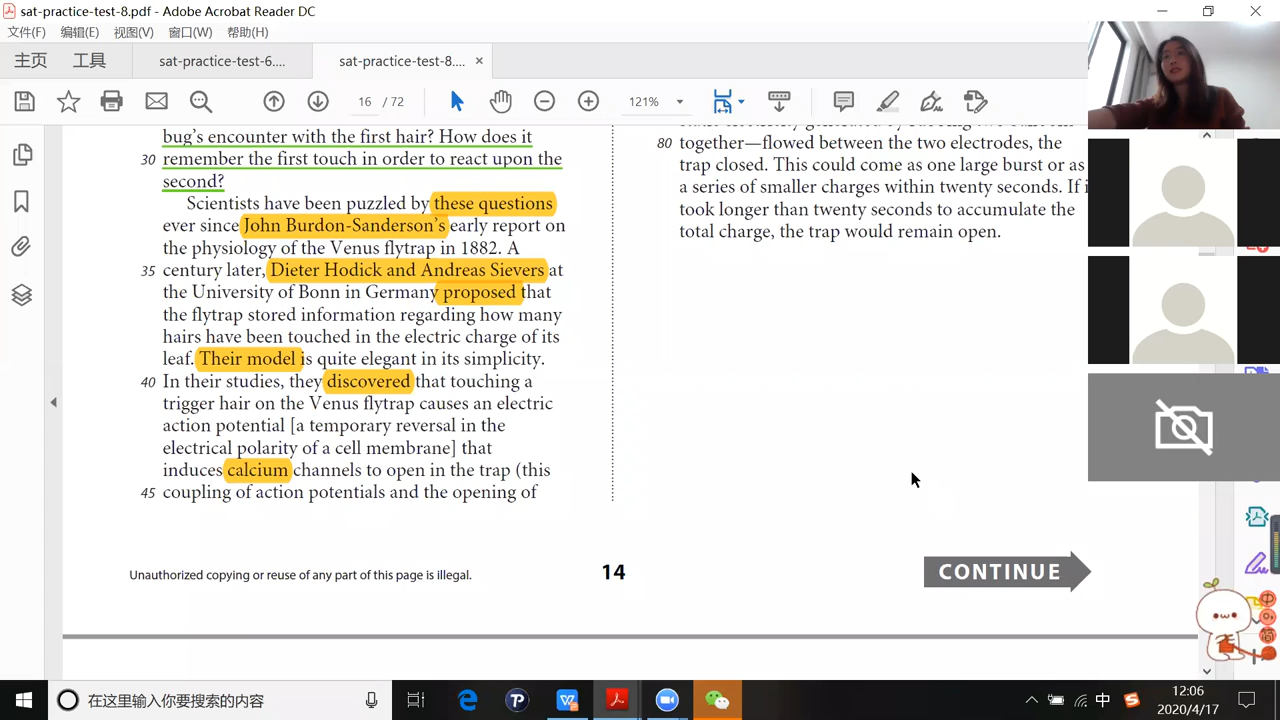 sat-practice-test-8.pdf - Adobe Acrobat Reader DC
文件(F) 编辑(E) 视图(V) 窗口(W) 帮助(H)
主页 工具 sat-practice-test-6.... sat-practice-test-8.... ×
16 / 72 121%
bug's encounter with the first hair? How does it
30 remember the first touch in order to react upon the
second?
Scientists have been puzzled by these questions
ever since John Burdon-Sanderson's early report on
the physiology of the Venus flytrap in 1882. A
35 century later, Dieter Hodick and Andreas Sievers at
the University of Bonn in Germany proposed that
the flytrap stored information regarding how many
hairs have been touched in the electric charge of its
leaf. Their model is quite elegant in its simplicity.
40 In their studies, they discovered that touching a
trigger hair on the Venus flytrap causes an electric
action potential [a temporary reversal in the
electrical polarity of a cell membrane] that
induces calcium channels to open in the trap (this
45 coupling of action potentials and the opening of
80 together—flowed between the two electrodes, the
trap closed. This could come as one large burst or as
a series of smaller charges within twenty seconds. If i
took longer than twenty seconds to accumulate the
total charge, the trap would remain open.
Unauthorized copying or reuse of any part of this page is illegal.
14
CONTINUE
在这里输入你要搜索的内容
中
12:06
2020/4/17